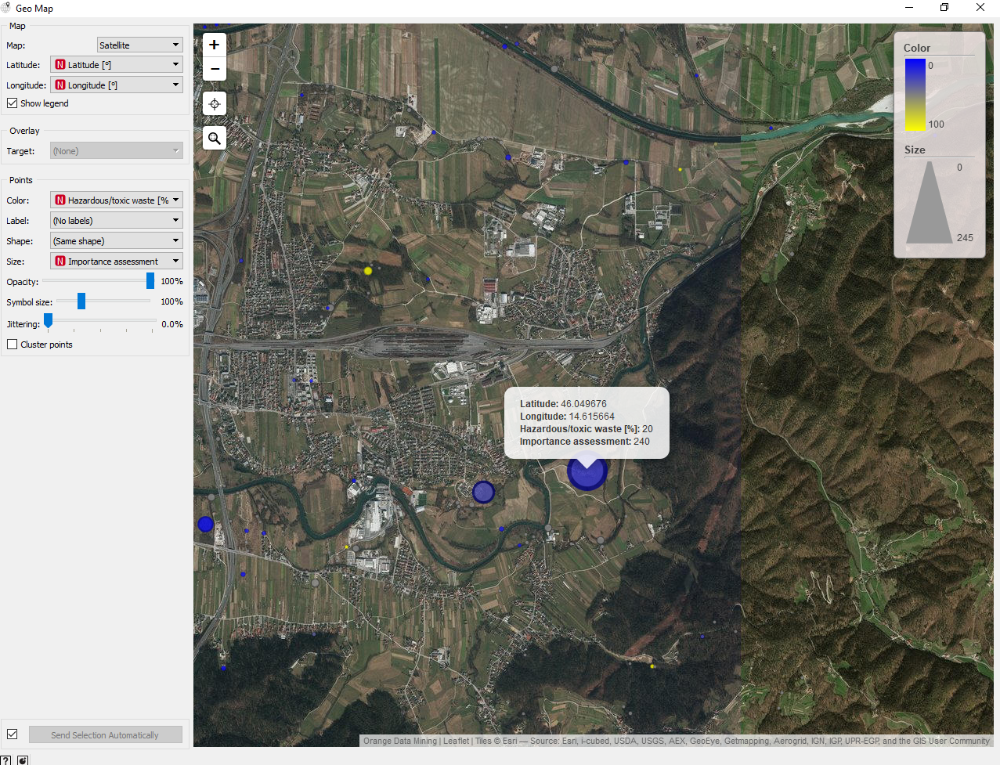 Geo Map
Map
Map: Satellite
Latitude: N Latitude [°]
Longitude: N Longitude [°]
Show legend
Overlay
Target: (None)
Points
Color: N Hazardous/toxic waste [%
Label: (No labels)
Shape: (Same shape)
Size: N Importance assessment
Opacity: 100%
Symbol size: 100%
Jittering: 0.0%
Cluster points
Send Selection Automatically
?
+
−
Latitude: 46.049676
Longitude: 14.615664
Hazardous/toxic waste [%]: 20
Importance assessment: 240
Color
0
100
Size
0
245
Orange Data Mining | Leaflet | Tiles © Esri — Source: Esri, i-cubed, USDA, USGS, AEX, GeoEye, Getmapping, Aerogrid, IGN, IGP, UPR-EGP, and the GIS User Community